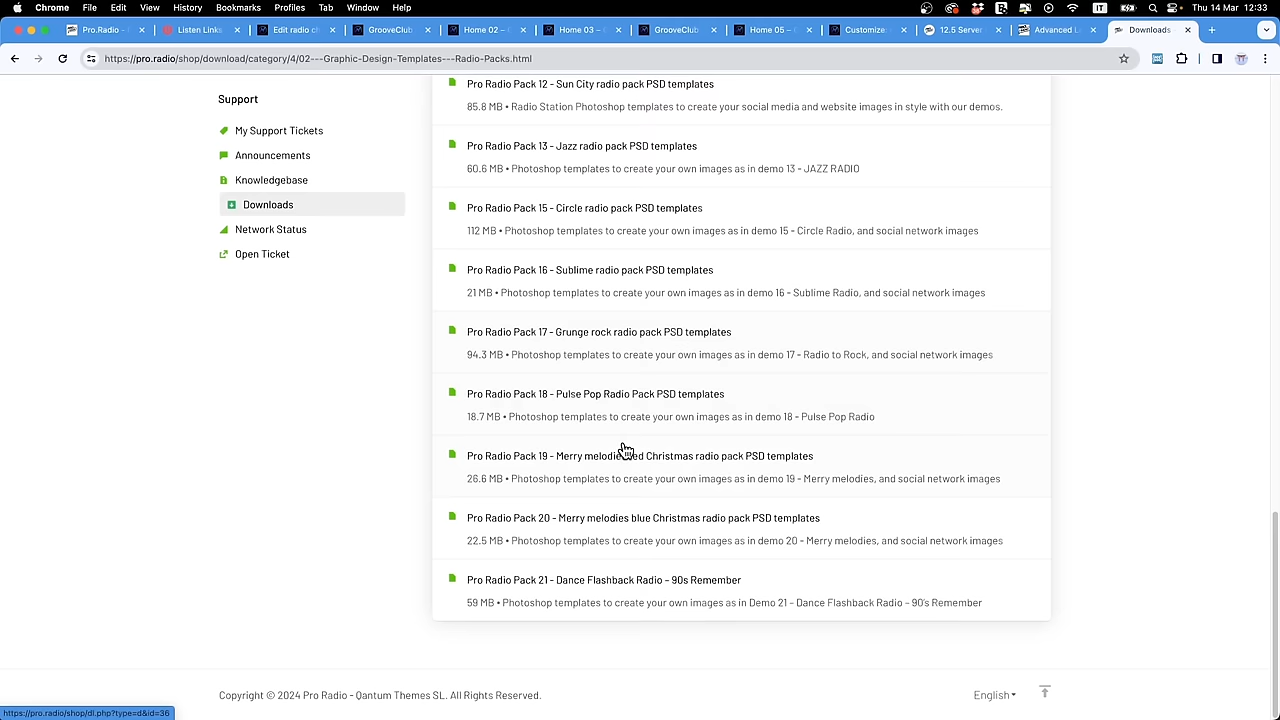 Chrome File Edit View History Bookmarks Profiles Tab Window Help
Thu 14 Mar 12:33
Pro.Radio -
Listen Links
Edit radio ch
GrooveClub
Home 02 -
Home 03 -
GrooveClub
Home 05 -
Customize:
12.5 Server
Advanced L
Downloads
https://pro.radio/shop/download/category/4/02---Graphic-Design-Templates---Radio-Packs.html
Support
My Support Tickets
Announcements
Knowledgebase
Downloads
Network Status
Open Ticket
Pro Radio Pack 12 - Sun City radio pack PSD templates
85.8 MB • Radio Station Photoshop templates to create your social media and website images in style with our demos.
Pro Radio Pack 13 - Jazz radio pack PSD templates
60.6 MB • Photoshop templates to create your own images as in demo 13 - JAZZ RADIO
Pro Radio Pack 15 - Circle radio pack PSD templates
112 MB • Photoshop templates to create your own images as in demo 15 - Circle Radio, and social network images
Pro Radio Pack 16 - Sublime radio pack PSD templates
21 MB • Photoshop templates to create your own images as in demo 16 - Sublime Radio, and social network images
Pro Radio Pack 17 - Grunge rock radio pack PSD templates
94.3 MB • Photoshop templates to create your own images as in demo 17 - Radio to Rock, and social network images
Pro Radio Pack 18 - Pulse Pop Radio Pack PSD templates
18.7 MB • Photoshop templates to create your own images as in demo 18 - Pulse Pop Radio
Pro Radio Pack 19 - Merry melodie ed Christmas radio pack PSD templates
26.6 MB • Photoshop templates to create your own images as in demo 19 - Merry melodies, and social network images
Pro Radio Pack 20 - Merry melodies blue Christmas radio pack PSD templates
22.5 MB • Photoshop templates to create your own images as in demo 20 - Merry melodies, and social network images
Pro Radio Pack 21 - Dance Flashback Radio – 90s Remember
59 MB • Photoshop templates to create your own images as in Demo 21 – Dance Flashback Radio – 90's Remember
Copyright © 2024 Pro Radio - Qantum Themes SL. All Rights Reserved.
English
https://pro.radio/shop/dl.php?type=d&id=36